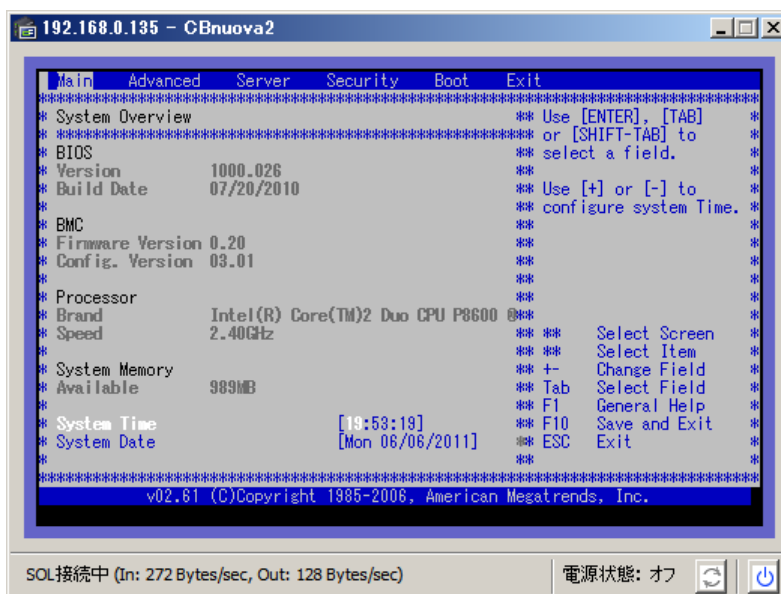 192.168.0.135 - CBnuova2
Main Advanced Server Security Boot Exit
********************************************************************************
* System Overview ** Use [ENTER], [TAB] *
* *************************************************** or [SHIFT-TAB] to *
* BIOS ** select a field. *
* Version 1000.026 ** *
* Build Date 07/20/2010 ** Use [+] or [-] to *
* ** configure system Time. *
* BMC ** *
* Firmware Version 0.20 ** *
* Config. Version 03.01 ** *
* ** *
* Processor ** *
* Brand Intel(R) Core(TM)2 Duo CPU P8600 @** *
* Speed 2.40GHz ** ** Select Screen *
* ** ** Select Item *
* System Memory ** +- Change Field *
* Available 989MB ** Tab Select Field *
* ** F1 General Help *
* System Time [19:53:19] ** F10 Save and Exit *
* System Date [Mon 06/06/2011] ** ESC Exit *
* ** *
********************************************************************************
v02.61 (C)Copyright 1985-2006, American Megatrends, Inc.
SOL接続中 (In: 272 Bytes/sec, Out: 128 Bytes/sec) 電源状態: オフ